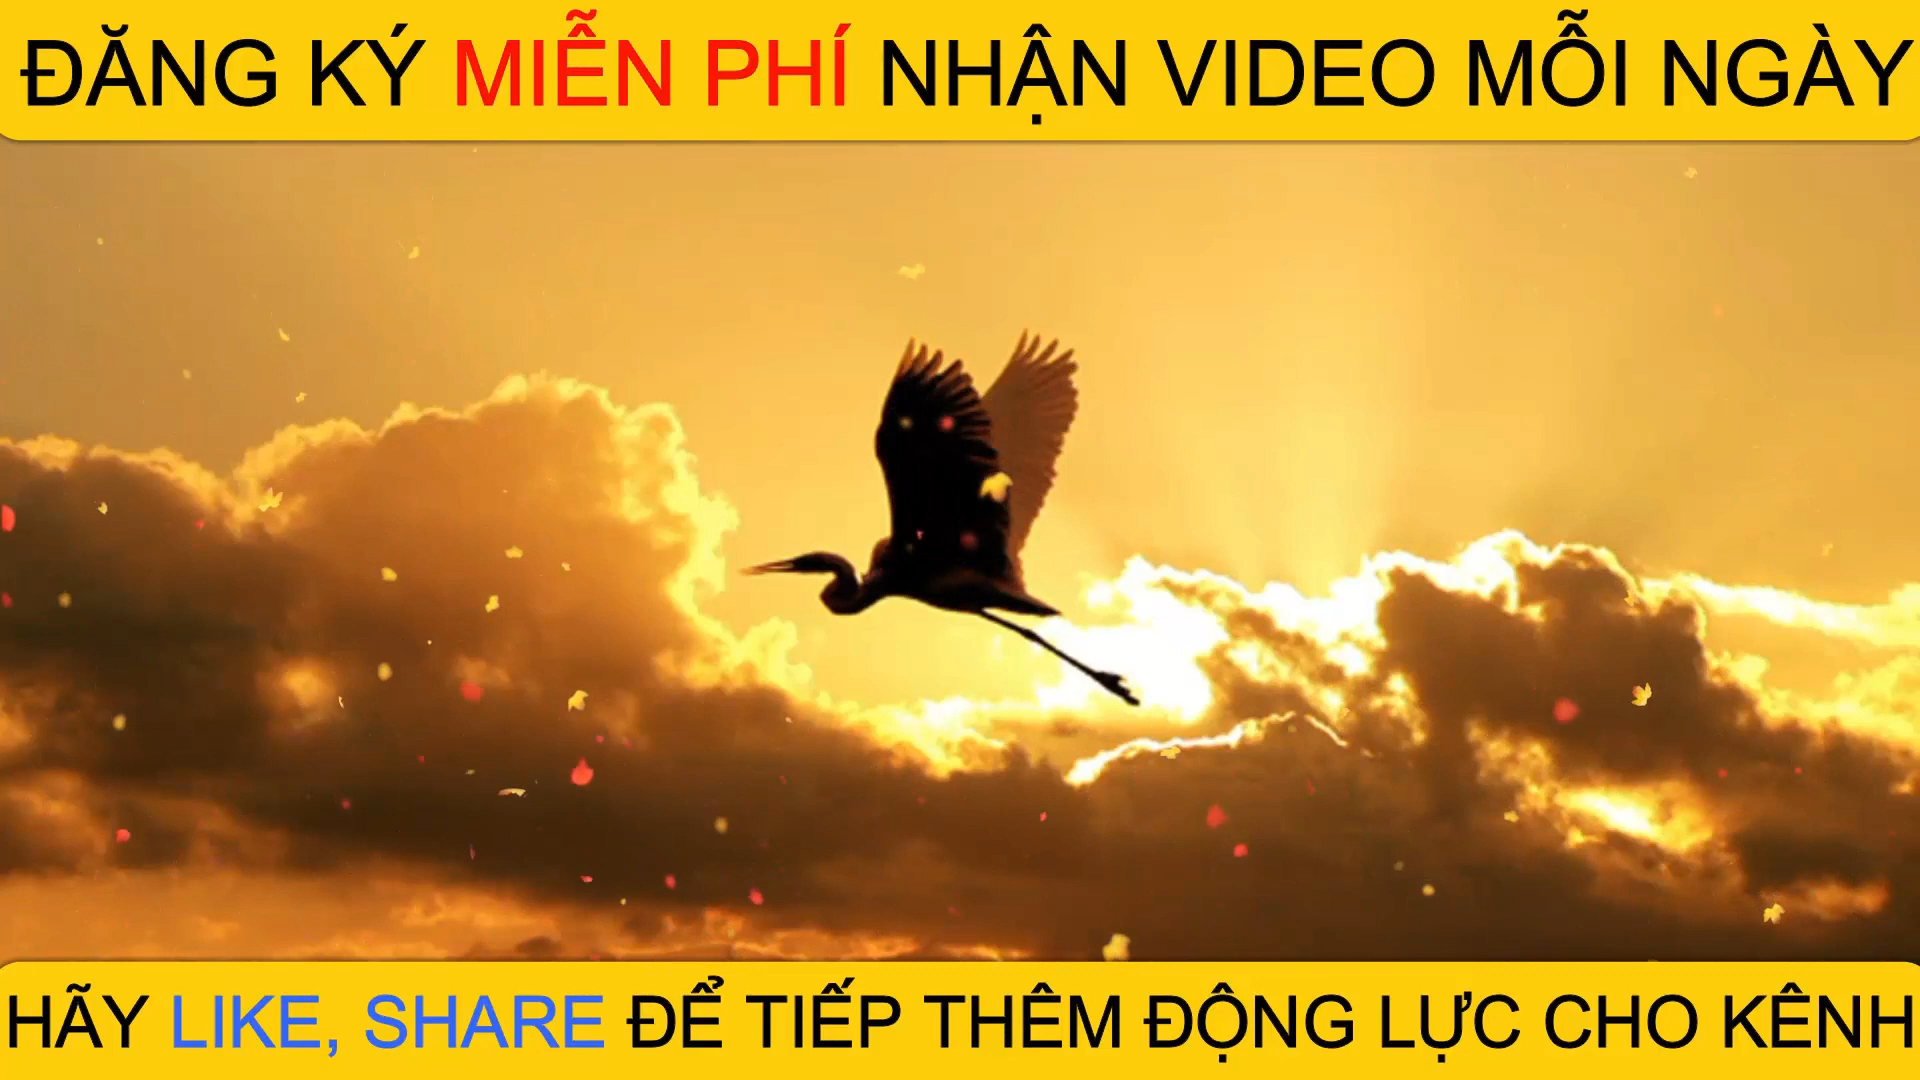 ĐĂNG KÝ MIỄN PHÍ NHẬN VIDEO MỖI NGÀY
HÃY LIKE, SHARE ĐỂ TIẾP THÊM ĐỘNG LỰC CHO KÊNH